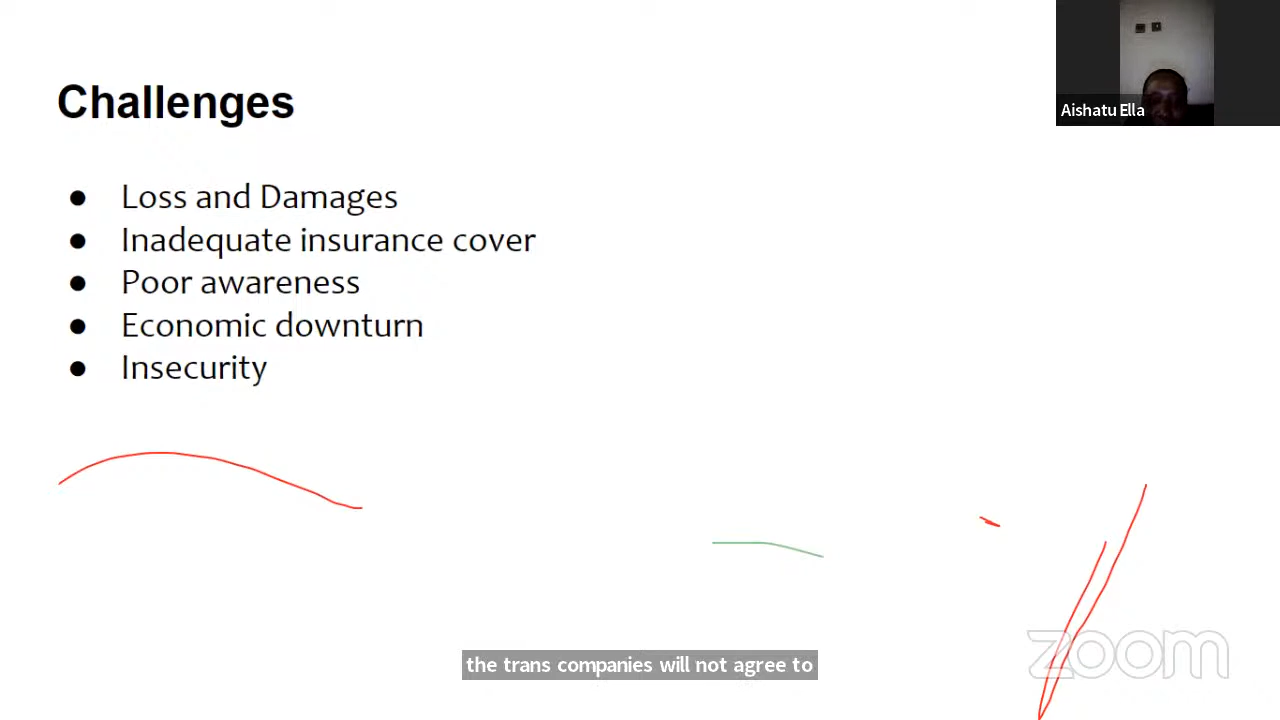 Challenges
Aishatu Ella
● Loss and Damages
● Inadequate insurance cover
● Poor awareness
● Economic downturn
● Insecurity
zoom
the trans companies will not agree to